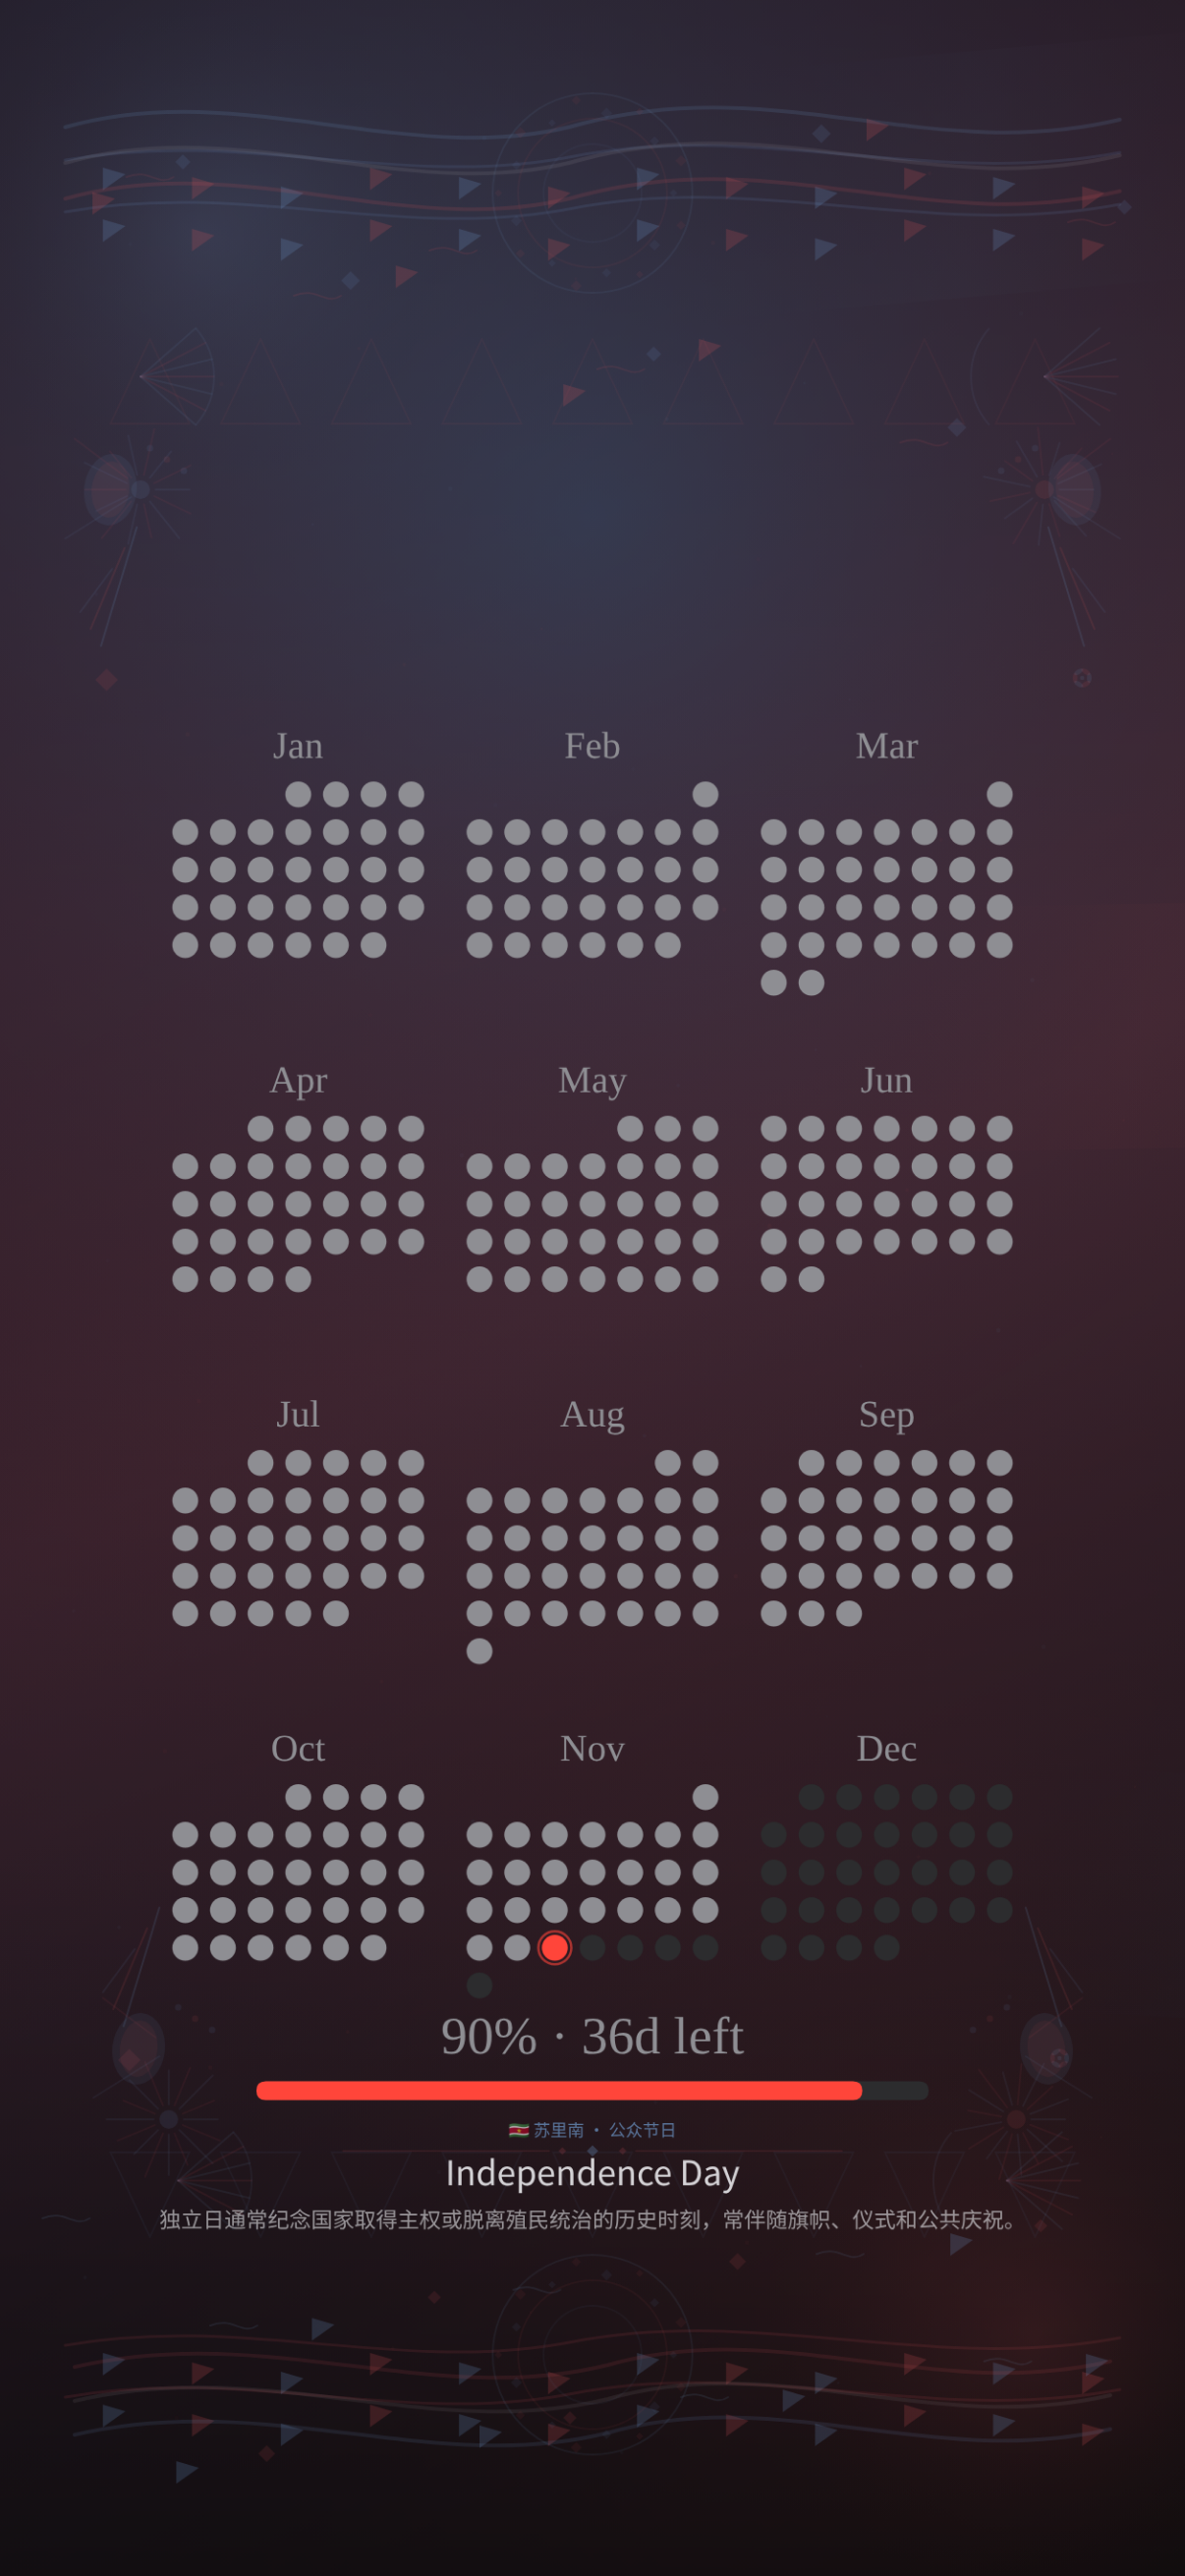 Jan Feb Mar
Apr May Jun
Jul Aug Sep
Oct Nov Dec
90% · 36d left
🇸🇷 苏里南 · 公众节日
Independence Day
独立日通常纪念国家取得主权或脱离殖民统治的历史时刻，常伴随旗帜、仪式和公共庆祝。